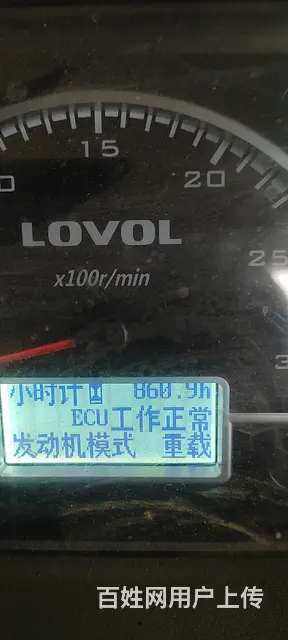 15
20
25
LOVOL
x100r/min
小时计 860.9h
ECU工作正常
发动机模式 重载
百姓网用户上传